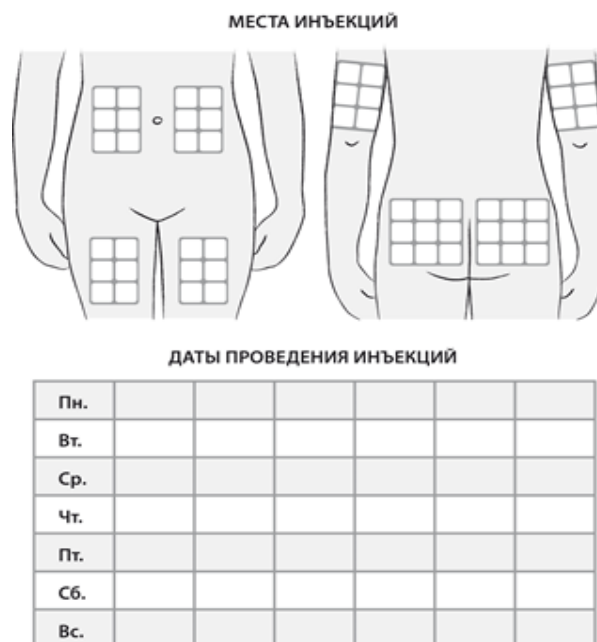 МЕСТА ИНЪЕКЦИЙ
ДАТЫ ПРОВЕДЕНИЯ ИНЪЕКЦИЙ
Пн.
Вт.
Ср.
Чт.
Пт.
Сб.
Вс.